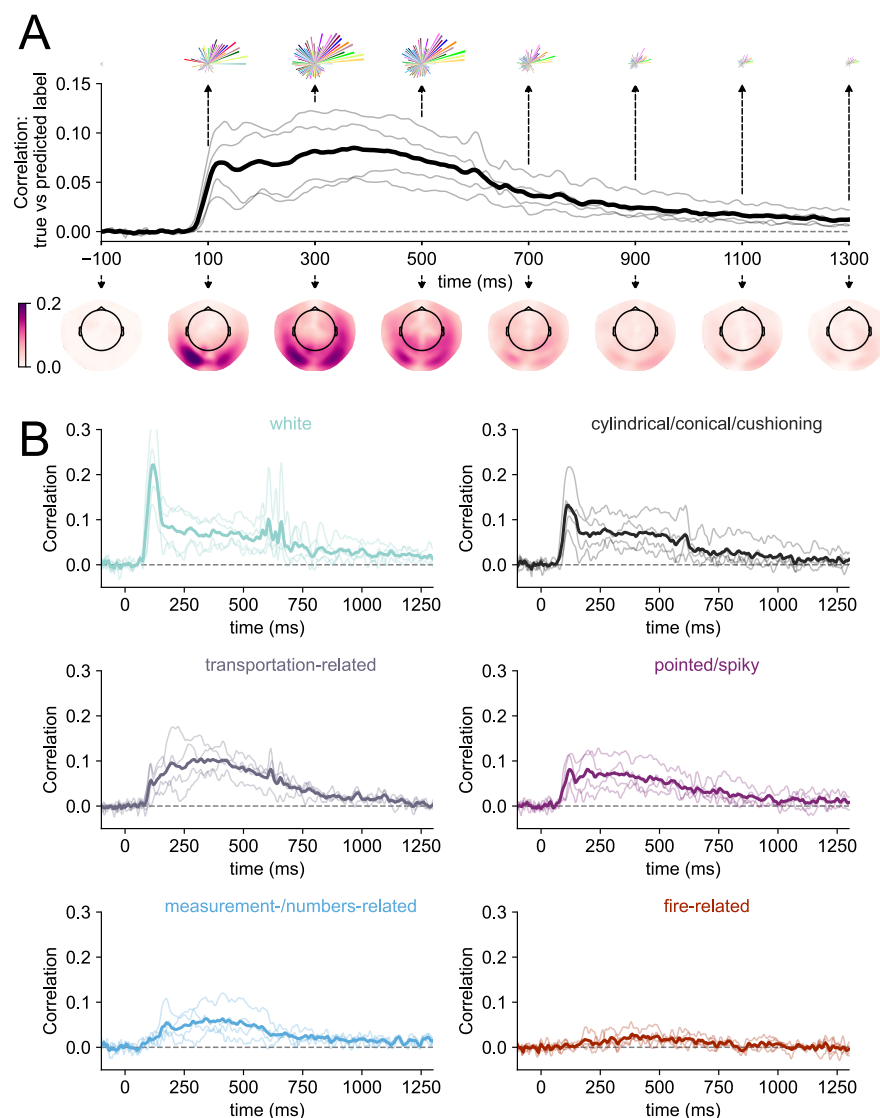 A
Correlation:
true vs predicted label
0.15
0.10
0.05
0.00
−100 100 300 500 700 900 1100 1300
time (ms)
0.2
0.0
B
white
0.3
0.2
0.1
0.0
Correlation
0 250 500 750 1000 1250
time (ms)
cylindrical/conical/cushioning
0.3
0.2
0.1
0.0
Correlation
0 250 500 750 1000 1250
time (ms)
transportation-related
0.3
0.2
0.1
0.0
Correlation
0 250 500 750 1000 1250
time (ms)
pointed/spiky
0.3
0.2
0.1
0.0
Correlation
0 250 500 750 1000 1250
time (ms)
measurement-/numbers-related
0.3
0.2
0.1
0.0
Correlation
0 250 500 750 1000 1250
time (ms)
fire-related
0.3
0.2
0.1
0.0
Correlation
0 250 500 750 1000 1250
time (ms)